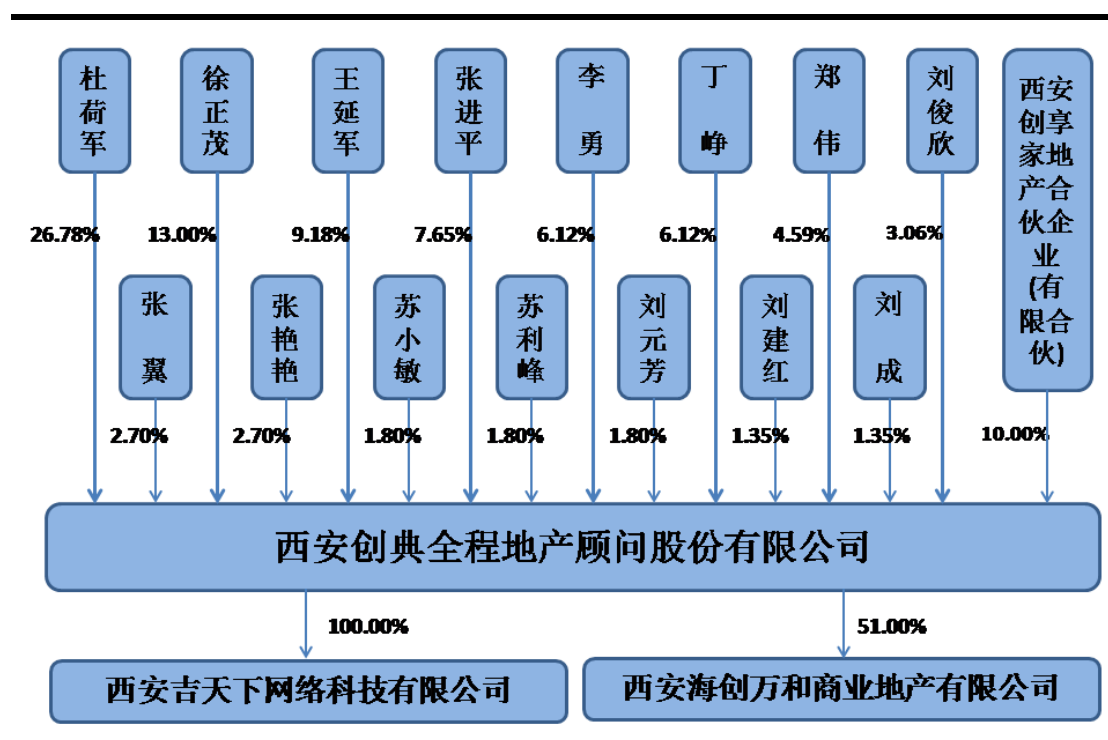 杜荷军
徐正茂
王延军
张进平
李勇
丁峥
郑伟
刘俊欣
西安
创享
家地
产合
伙企
业
(有
限合
伙)
26.78%
13.00%
9.18%
7.65%
6.12%
6.12%
4.59%
3.06%
张翼
张艳艳
苏小敏
苏利峰
刘元芳
刘建红
刘成
2.70%
2.70%
1.80%
1.80%
1.80%
1.35%
1.35%
10.00%
西安创典全程地产顾问股份有限公司
100.00%
51.00%
西安吉天下网络科技有限公司
西安海创万和商业地产有限公司